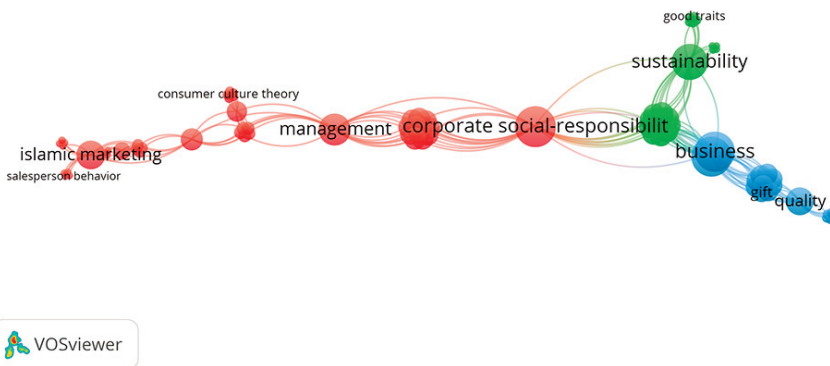 good traits
sustainability
consumer culture theory
management
corporate social-responsibilit
islamic marketing
business
salesperson behavior
gift
quality
VOSviewer